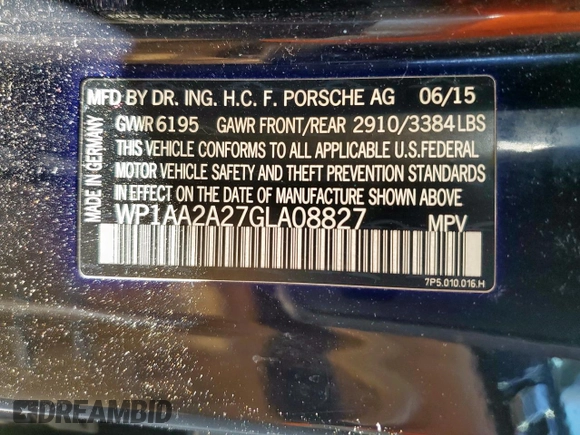 MFD BY DR. ING. H.C. F. PORSCHE AG 06/15
GVWR 6195 GAWR FRONT/REAR 2910/3384 LBS
THIS VEHICLE CONFORMS TO ALL APPLICABLE U.S.FEDERAL
MOTOR VEHICLE SAFETY AND THEFT PREVENTION STANDARDS
IN EFFECT ON THE DATE OF MANUFACTURE SHOWN ABOVE
WP1AA2A27GLA08827 MPV
7P5.010.016.H
MADE IN GERMANY
DREAMBID